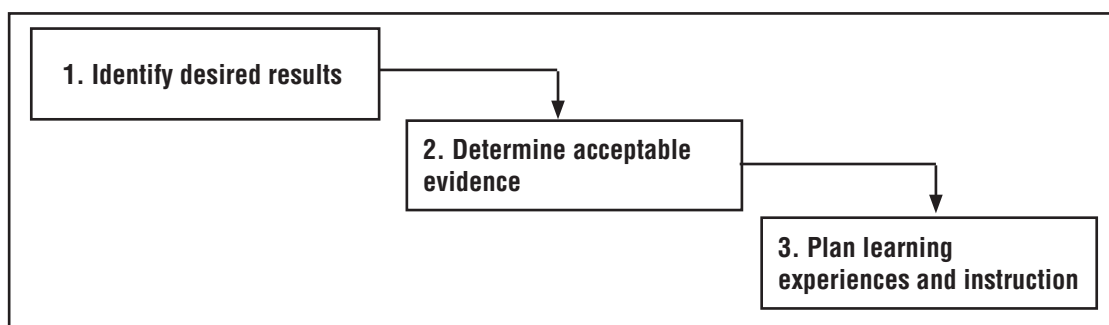 1. Identify desired results
2. Determine acceptable
evidence
3. Plan learning
experiences and instruction